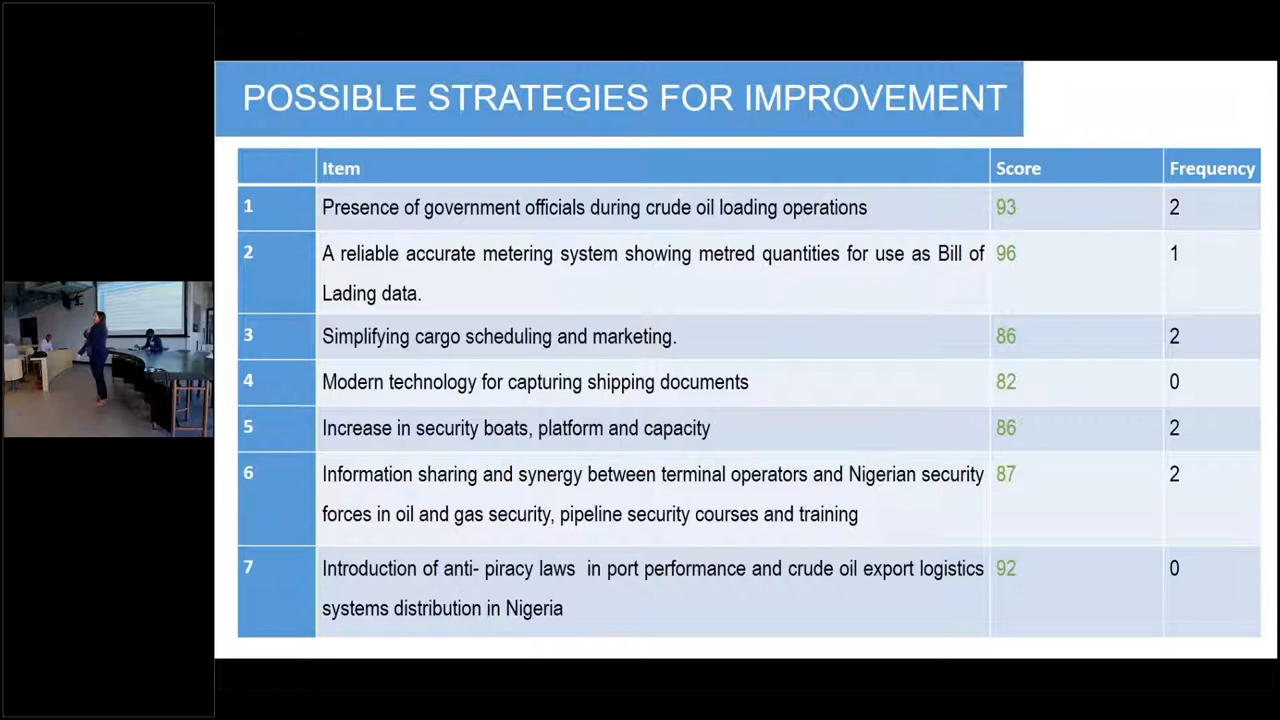 POSSIBLE STRATEGIES FOR IMPROVEMENT
Item Score Frequency
1 Presence of government officials during crude oil loading operations 93 2
2 A reliable accurate metering system showing metred quantities for use as Bill of 96 1
Lading data.
3 Simplifying cargo scheduling and marketing. 86 2
4 Modern technology for capturing shipping documents 82 0
5 Increase in security boats, platform and capacity 86 2
6 Information sharing and synergy between terminal operators and Nigerian security 87 2
forces in oil and gas security, pipeline security courses and training
7 Introduction of anti- piracy laws in port performance and crude oil export logistics 92 0
systems distribution in Nigeria